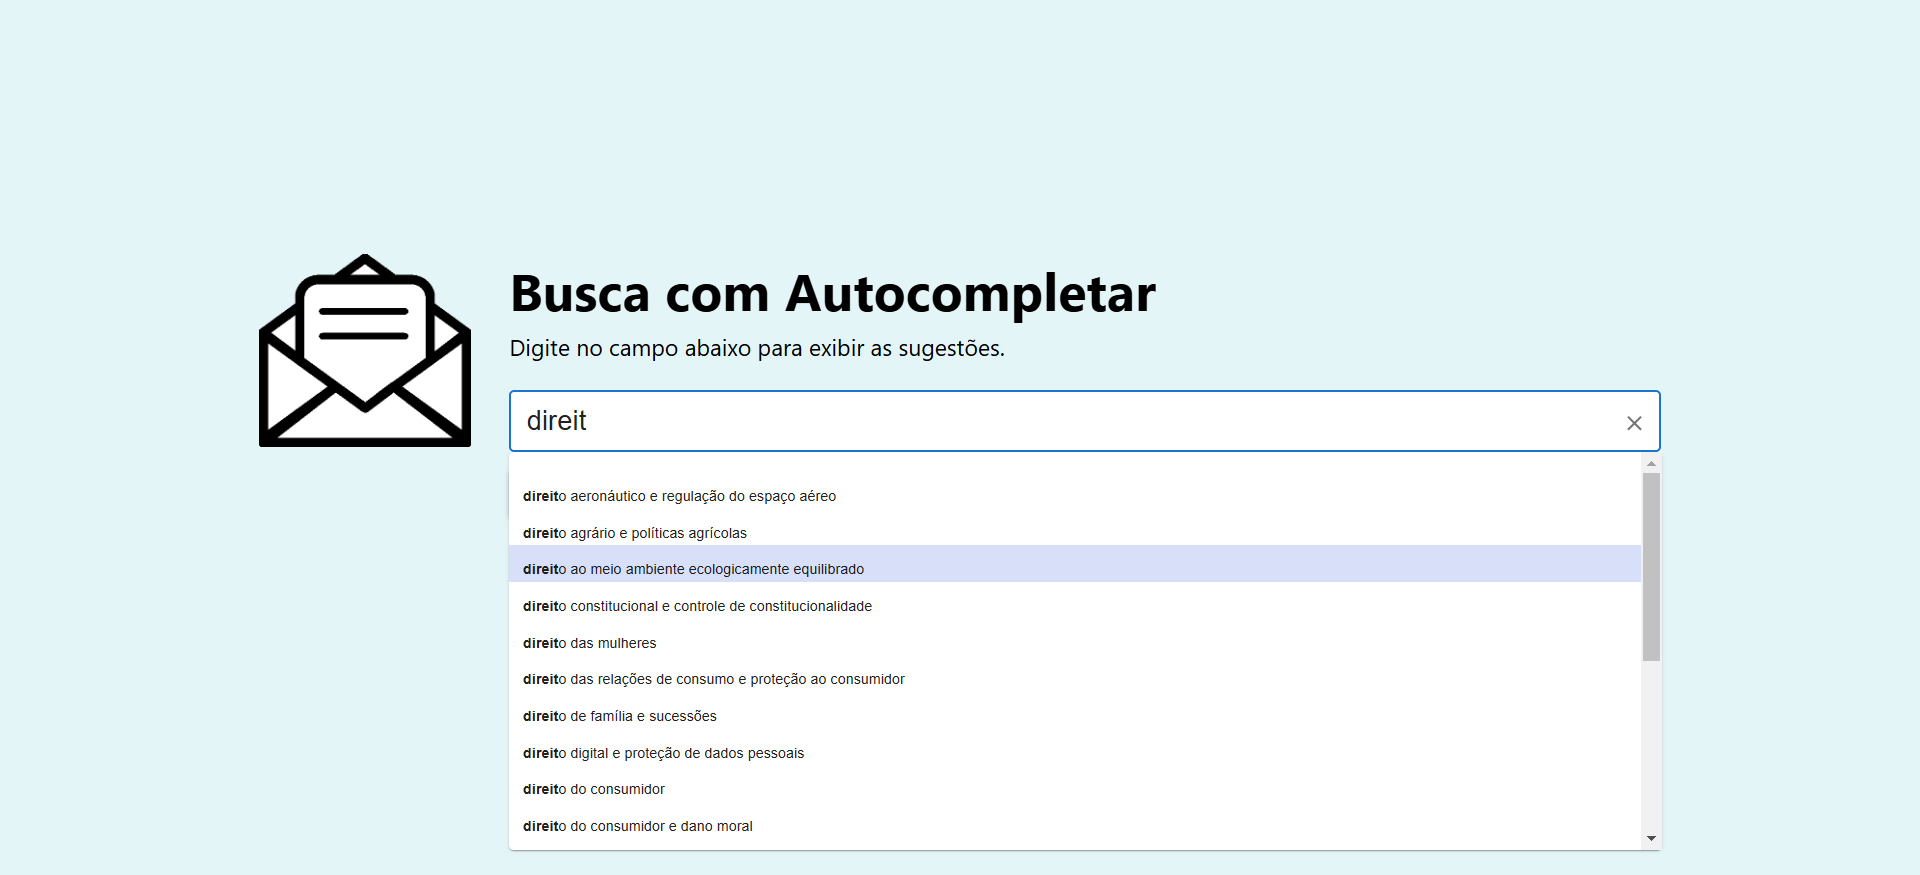 Busca com Autocompletar
Digite no campo abaixo para exibir as sugestões.
direit
direito aeronáutico e regulação do espaço aéreo
direito agrário e políticas agrícolas
direito ao meio ambiente ecologicamente equilibrado
direito constitucional e controle de constitucionalidade
direito das mulheres
direito das relações de consumo e proteção ao consumidor
direito de família e sucessões
direito digital e proteção de dados pessoais
direito do consumidor
direito do consumidor e dano moral